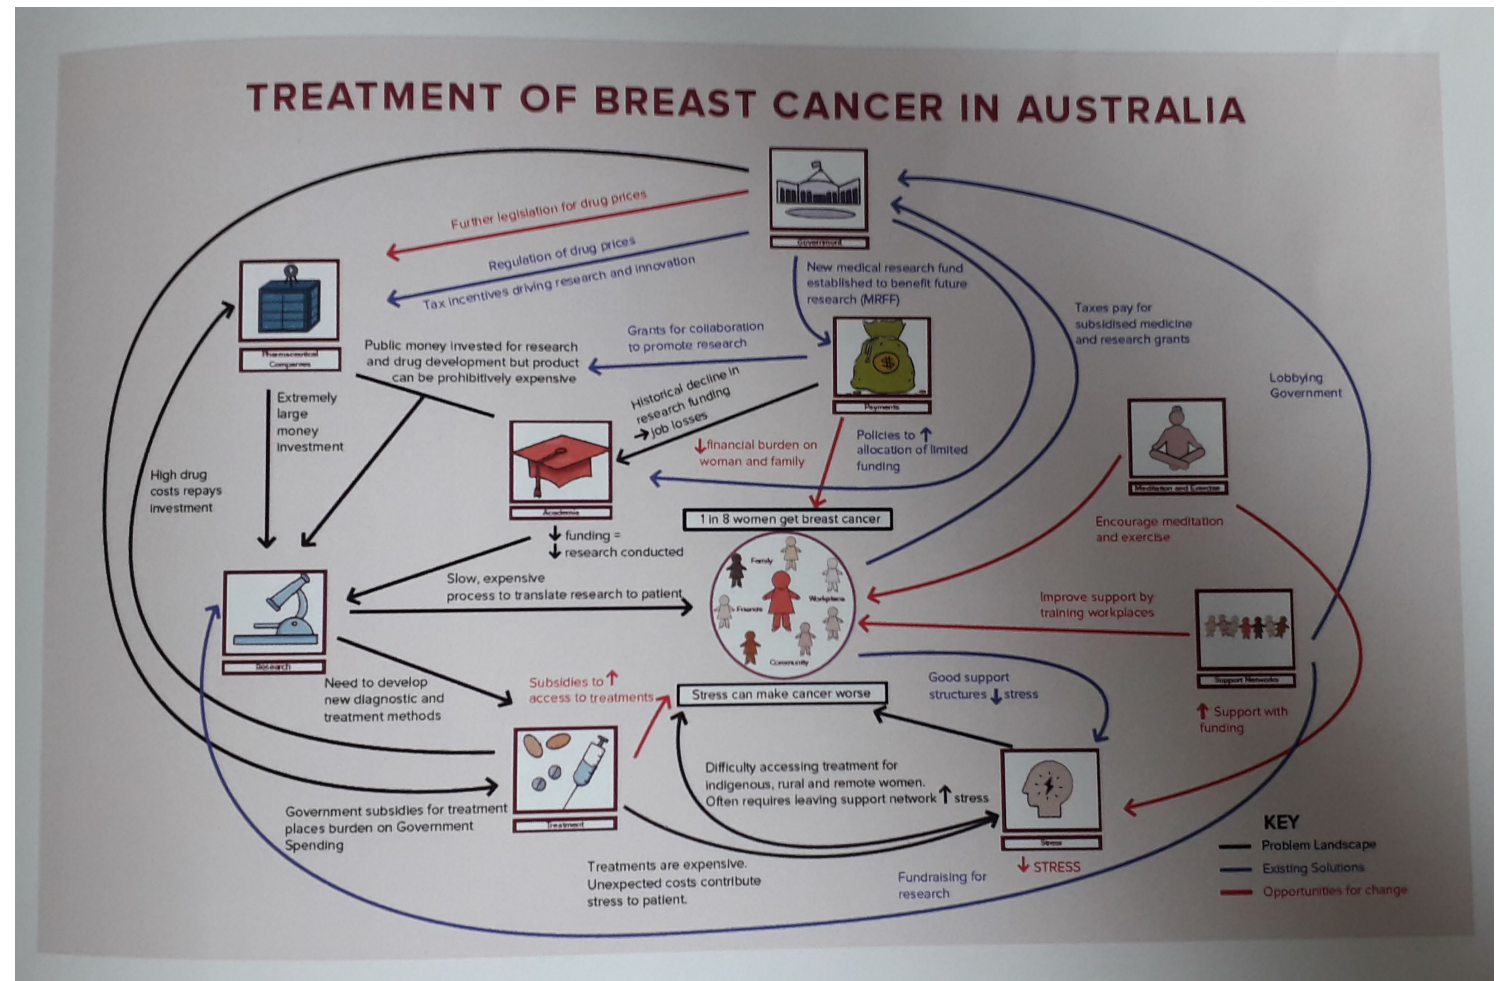 TREATMENT OF BREAST CANCER IN AUSTRALIA
Government
Further legislation for drug prices
Regulation of drug prices
Tax incentives driving research and innovation
New medical research fund
established to benefit future
research (MRFF)
Pharmaceutical
Companies
Taxes pay for
subsidised medicine
and research grants
Grants for collaboration
to promote research
Public money invested for research
and drug development but product
can be prohibitively expensive
Historical decline in
research funding
→ job losses
Payments
Lobbying
Government
Extremely
large
money
investment
↓ financial burden on
woman and family
Policies to ↑
allocation of limited
funding
High drug
costs repays
investment
Academia
Meditation and Exercise
1 in 8 women get breast cancer
Encourage meditation
and exercise
↓ funding =
↓ research conducted
Family
Workplace
Friends
Community
Slow, expensive
process to translate research to patient
Improve support by
training workplaces
Research
Support Networks
Need to develop
new diagnostic and
treatment methods
Subsidies to ↑
access to treatments
Stress can make cancer worse
Good support
structures ↓ stress
↑ Support with
funding
Difficulty accessing treatment for
indigenous, rural and remote women.
Often requires leaving support network ↑ stress
Government subsidies for treatment
places burden on Government
Spending
Treatment
Stress
↓ STRESS
Treatments are expensive.
Unexpected costs contribute
stress to patient.
Fundraising for
research
KEY
Problem Landscape
Existing Solutions
Opportunities for change